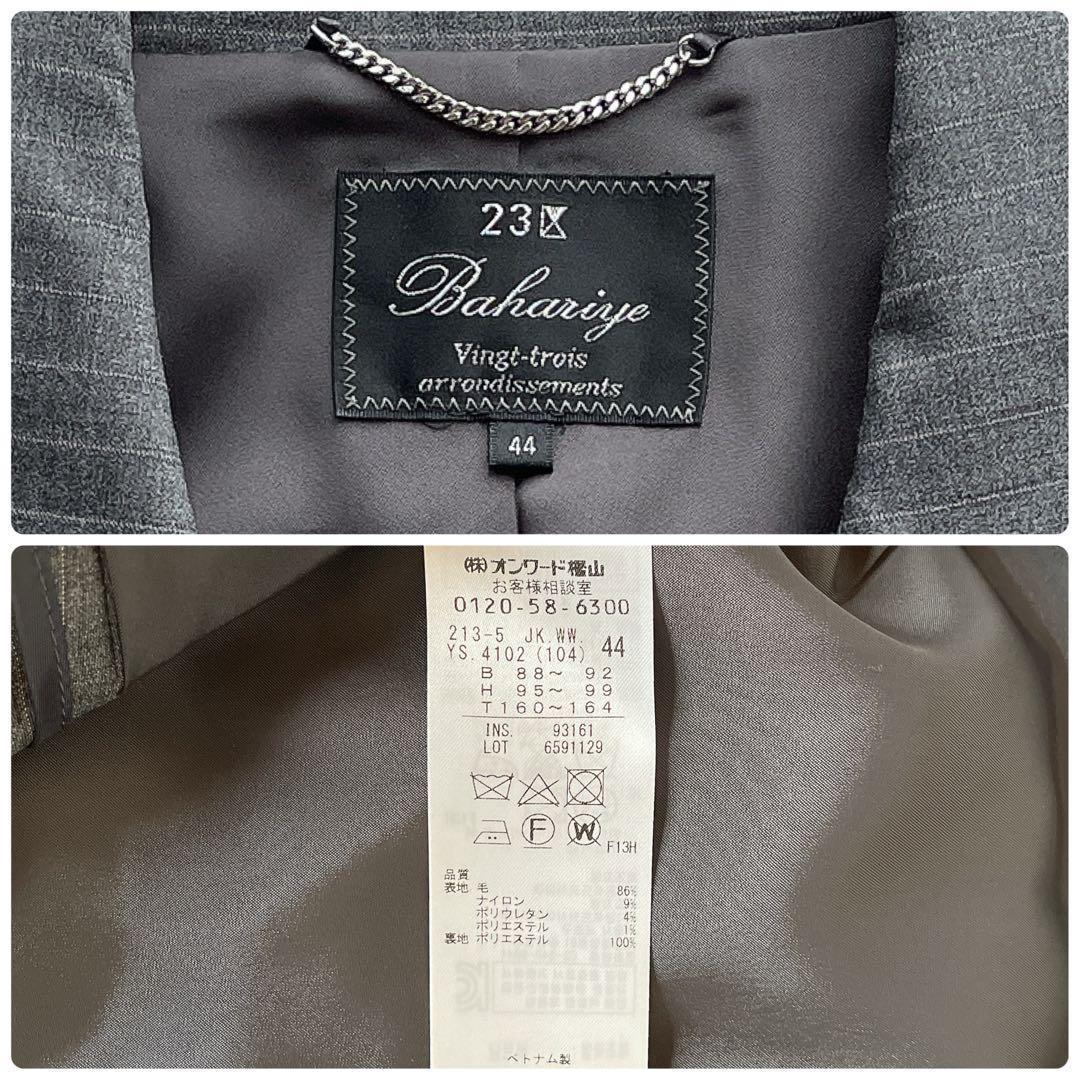 23区
Bahariye
Vingt-trois
arrondissements
44
(株)オンワード樫山
お客様相談室
0120-58-6300
213-5 JK.WW.
YS.4102 (104) 44
B 88～ 92
H 95～ 99
T 160～164
INS. 93161
LOT 6591129
F W
F13H
品質
表地 毛 86%
ナイロン 9%
ポリウレタン 4%
ポリエステル 1%
裏地 ポリエステル 100%
ベトナム製